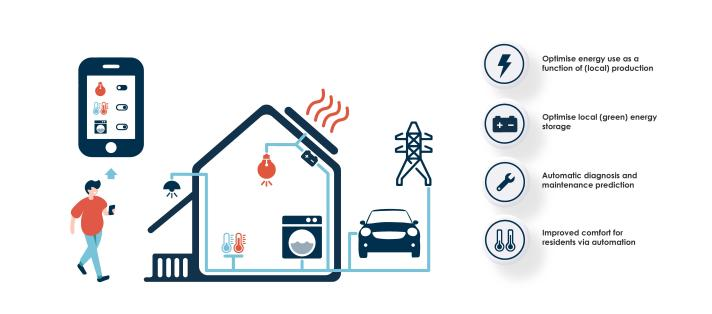 Optimise energy use as a
function of (local) production
Optimise local (green) energy
storage
Automatic diagnosis and
maintenance prediction
Improved comfort for
residents via automation